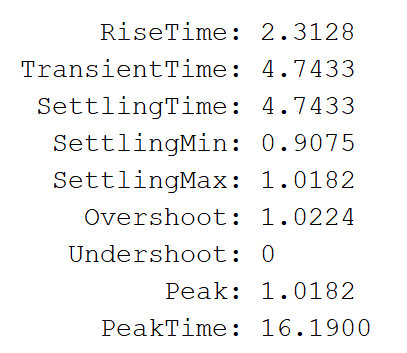 RiseTime: 2.3128
TransientTime: 4.7433
SettlingTime: 4.7433
SettlingMin: 0.9075
SettlingMax: 1.0182
Overshoot: 1.0224
Undershoot: 0
Peak: 1.0182
PeakTime: 16.1900